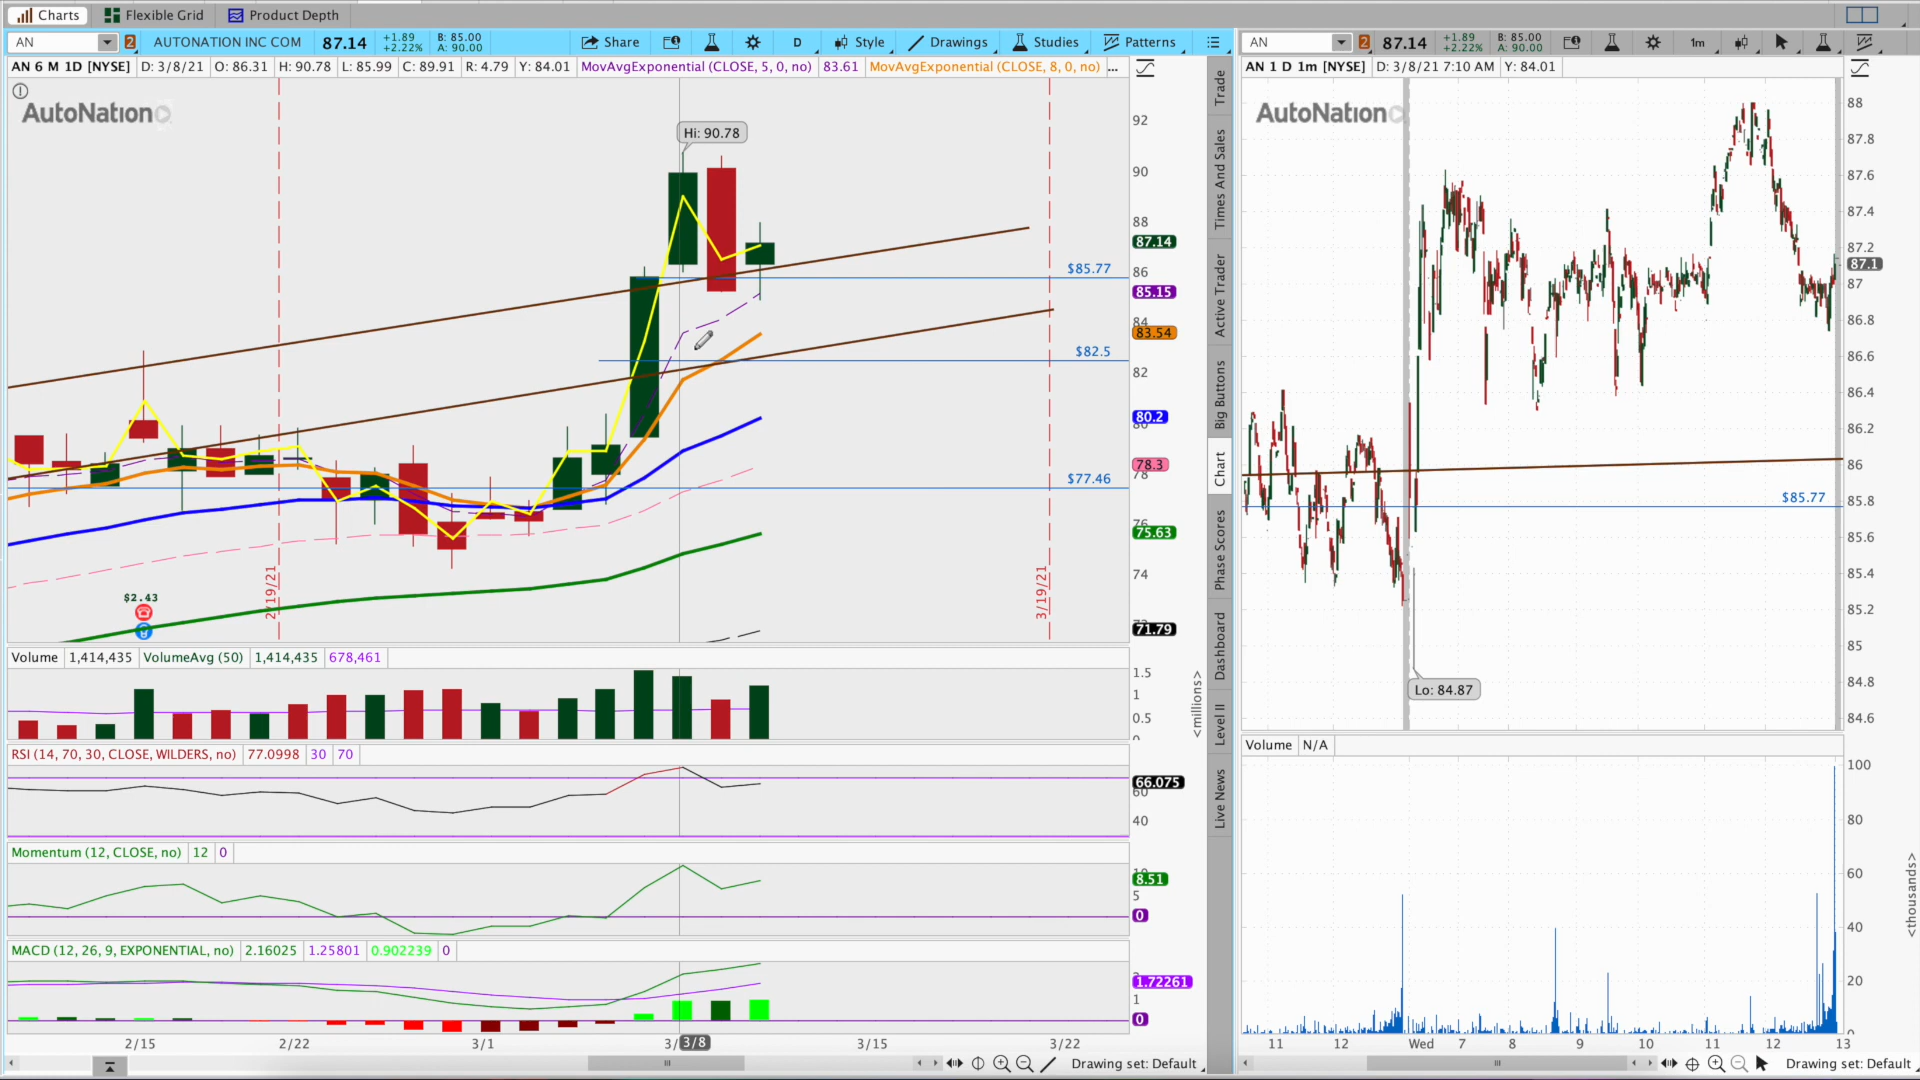 Charts Flexible Grid Product Depth
AN 2 AUTONATION INC COM 87.14 +1.89 +2.22% B: 85.00 A: 90.00 Share D Style Drawings Studies Patterns
AN 6 M 1D [NYSE] D: 3/8/21 O: 86.31 H: 90.78 L: 85.99 C: 89.91 R: 4.79 Y: 84.01 MovAvgExponential (CLOSE, 5, 0, no) 83.61 MovAvgExponential (CLOSE, 8, 0, no) ...
AutoNation
Hi: 90.78
92
90
88
87.14
86
$85.77
85.15
84
83.54
$82.5
82
80.2
80
78.3
78
$77.46
76
75.63
74
71.79
2/19/21
3/19/21
$2.43
Volume 1,414,435 VolumeAvg (50) 1,414,435 678,461
1.5
1
0.5
0
<millions>
RSI (14, 70, 30, CLOSE, WILDERS, no) 77.0998 30 70
66.075
60
40
Momentum (12, CLOSE, no) 12 0
10
8.51
5
0
MACD (12, 26, 9, EXPONENTIAL, no) 2.16025 1.25801 0.902239 0
1.72261
1
0
2/15 2/22 3/1 3/8 3/15 3/22
Drawing set: Default
Trade
Times And Sales
Active Trader
Big Buttons
Chart
Phase Scores
Dashboard
Level II
Live News
AN 2 87.14 +1.89 +2.22% B: 85.00 A: 90.00 1m
AN 1 D 1m [NYSE] D: 3/8/21 7:10 AM Y: 84.01
AutoNation
88
87.8
87.6
87.4
87.2
87.1
87
86.8
86.6
86.4
86.2
86
$85.77
85.8
85.6
85.4
85.2
85
84.8
84.6
Lo: 84.87
Volume N/A
100
80
60
40
20
0
<thousands>
11 12 Wed 7 8 9 10 11 12 13
Drawing set: Default